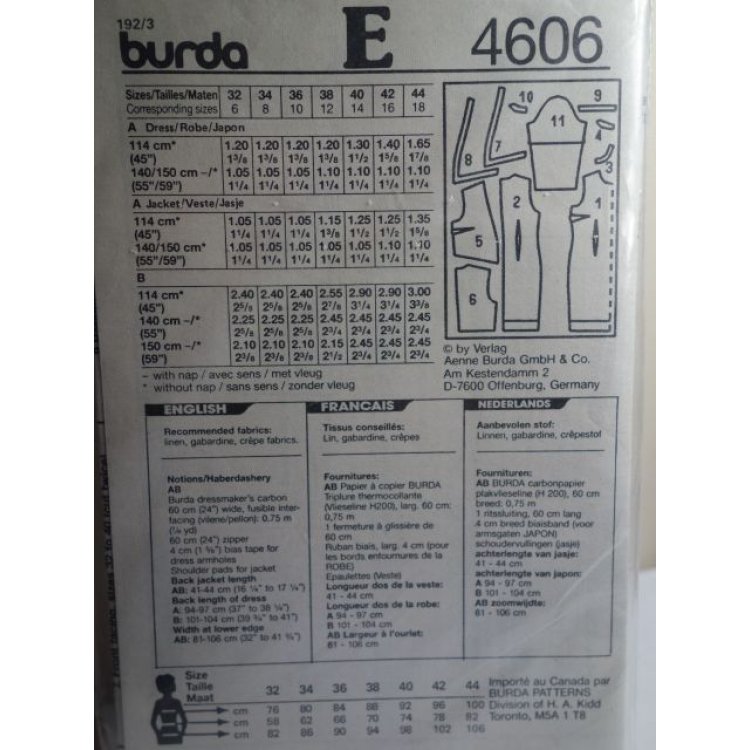 192/3
burda E 4606
Sizes/Tailles/Maten 32 34 36 38 40 42 44
Corresponding sizes 6 8 10 12 14 16 18
A Dress/Robe/Japon
114 cm* 1.20 1.20 1.20 1.20 1.30 1.40 1.65
(45") 1³/₈ 1³/₈ 1³/₈ 1³/₈ 1¹/₂ 1⁵/₈ 1⁷/₈
140/150 cm –/* 1.05 1.05 1.05 1.10 1.10 1.10 1.10
(55"/59") 1¹/₄ 1¹/₄ 1¹/₄ 1¹/₄ 1¹/₄ 1¹/₄ 1¹/₄
A Jacket/Veste/Jasje
114 cm* 1.05 1.05 1.05 1.15 1.25 1.25 1.35
(45") 1¹/₄ 1¹/₄ 1¹/₄ 1³/₈ 1¹/₂ 1¹/₂ 1⁵/₈
140/150 cm* 1.05 1.05 1.05 1.05 1.05 1.10 1.10
(55"/59") 1¹/₄ 1¹/₄ 1¹/₄ 1¹/₄ 1¹/₄ 1¹/₄ 1¹/₄
B
114 cm* 2.40 2.40 2.40 2.55 2.90 2.90 3.00
(45") 2⁵/₈ 2⁵/₈ 2⁵/₈ 2⁷/₈ 3¹/₄ 3¹/₄ 3³/₈
140 cm –/* 2.25 2.25 2.25 2.45 2.45 2.45 2.45
(55") 2⁵/₈ 2⁵/₈ 2⁵/₈ 2³/₄ 2³/₄ 2³/₄ 2³/₄
150 cm –/* 2.10 2.10 2.10 2.15 2.45 2.45 2.45
(59") 2³/₈ 2³/₈ 2³/₈ 2¹/₂ 2³/₄ 2³/₄ 2³/₄
– with nap / avec sens / met vleug
* without nap / sans sens / zonder vleug
10 9
11 4
8 7 3
2 1
5
6
© by Verlag
Aenne Burda GmbH & Co.
Am Kestendamm 2
D-7600 Offenburg, Germany
ENGLISH
Recommended fabrics:
linen, gabardine, crêpe fabrics.
Notions/Haberdashery
AB
Burda dressmaker's carbon
60 cm (24") wide, fusible inter-
facing (vilene/pellon): 0,75 m
(⁷/₈ yd)
60 cm (24") zipper
4 cm (1 ⁵/₈") bias tape for
dress armholes
Shoulder pads for jacket
Back jacket length
AB: 41-44 cm (16 ¹/₄" to 17 ¹/₄")
Back length of dress
A: 94-97 cm (37" to 38 ¹/₄")
B: 101-104 cm (39 ³/₄" to 41")
Width at lower edge
AB: 81-106 cm (32" to 41 ³/₄")
FRANCAIS
Tissus conseillés:
Lin, gabardine, crêpes
Fournitures:
AB Papier à copier BURDA
Triplure thermocollante
(Vlieseline H200), larg. 60 cm:
0,75 m
1 fermeture à glissière de
60 cm
Ruban biais, larg. 4 cm (pour
les bords entournures de la
ROBE)
Epaulettes (Veste)
Longueur dos de la veste:
41 - 44 cm
Longueur dos de la robe:
A 94 - 97 cm
B 101 - 104 cm
AB Largeur à l'ourlet:
81 - 106 cm
NEDERLANDS
Aanbevolen stof:
Linnen, gabardine, crêpestof
Fournituren:
AB BURDA carbonpapier
plakvlieseline (H 200), 60 cm
breed: 0,75 m
1 ritssluiting, 60 cm lang
4 cm breed biaisband (voor
armsgaten JAPON)
schoudervullingen (jasje)
achterlengte van jasje:
41 - 44 cm
achterlengte van japon:
A 94 - 97 cm
B 101 - 104 cm
AB zoomwijdte:
81 - 106 cm
Size
Taille
Maat 32 34 36 38 40 42 44
cm 76 80 84 88 92 96 100
cm 58 62 66 70 74 78 82
cm 82 86 90 94 98 102 106
Importé au Canada par
BURDA PATTERNS
Division of H. A. Kidd
Toronto, M5A 1 T8